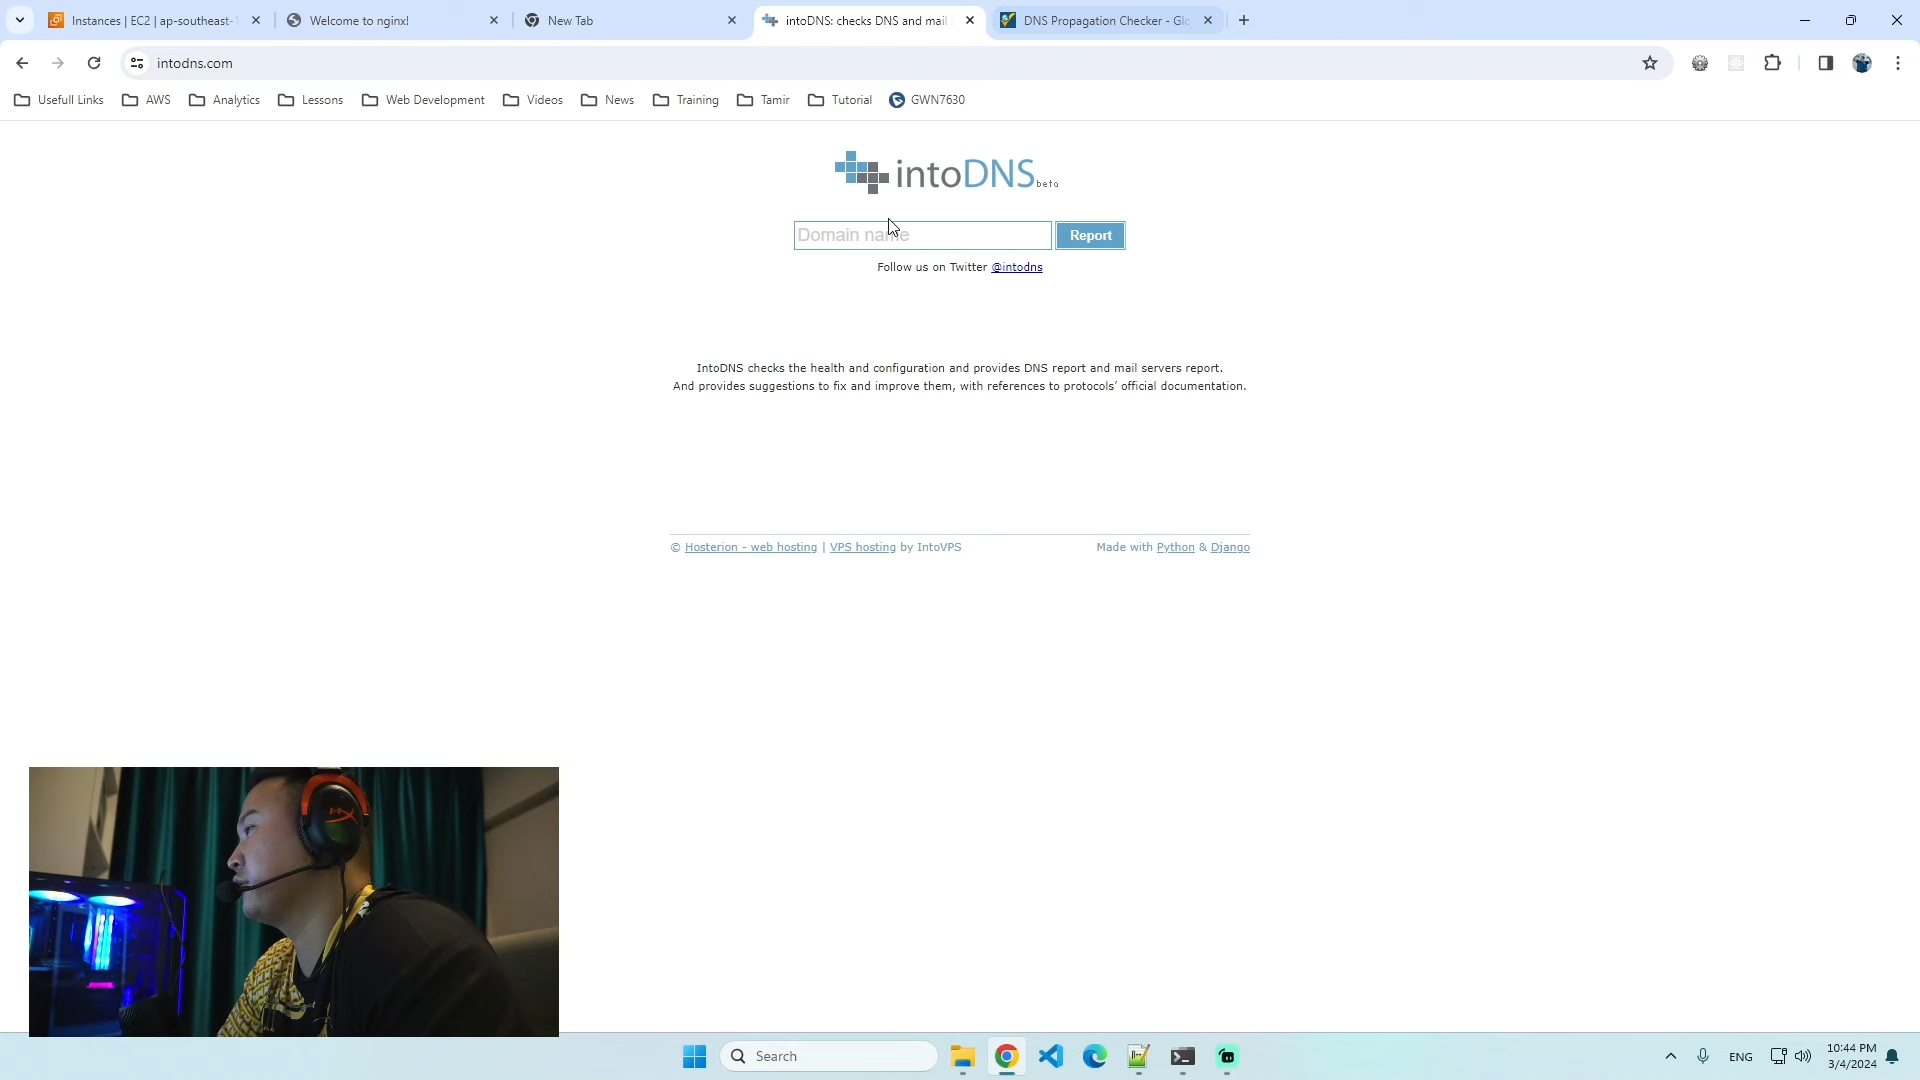 Instances | EC2 | ap-southeast-
Welcome to nginx!
New Tab
intoDNS: checks DNS and mail
DNS Propagation Checker - Glo
intodns.com
Usefull Links
AWS
Analytics
Lessons
Web Development
Videos
News
Training
Tamir
Tutorial
GWN7630
intoDNS beta
Domain name
Report
Follow us on Twitter @intodns
IntoDNS checks the health and configuration and provides DNS report and mail servers report.
And provides suggestions to fix and improve them, with references to protocols’ official documentation.
© Hosterion - web hosting | VPS hosting by IntoVPS
Made with Python & Django
Search
ENG
10:44 PM
3/4/2024